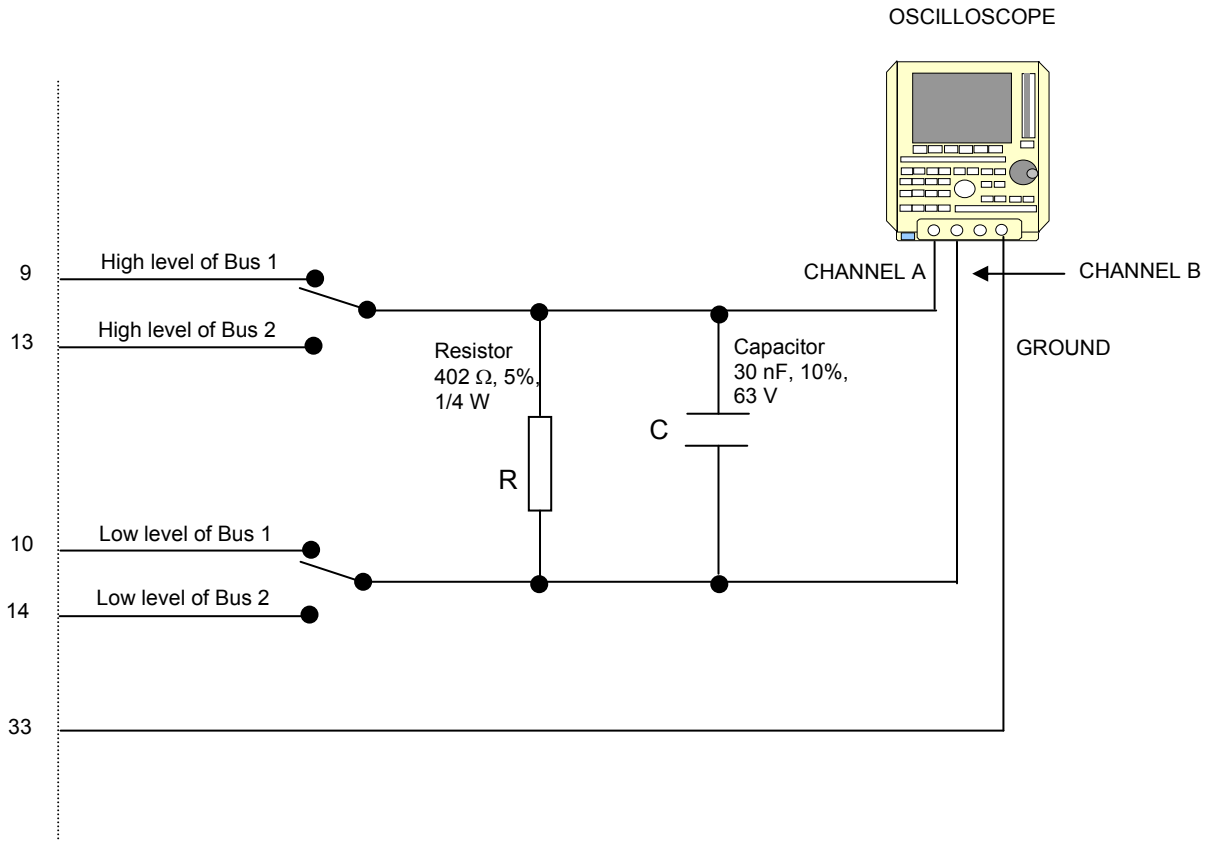 OSCILLOSCOPE
9
High level of Bus 1
CHANNEL A
CHANNEL B
13
High level of Bus 2
Resistor
402 Ω, 5%,
1/4 W
Capacitor
30 nF, 10%,
63 V
GROUND
C
R
10
Low level of Bus 1
14
Low level of Bus 2
33